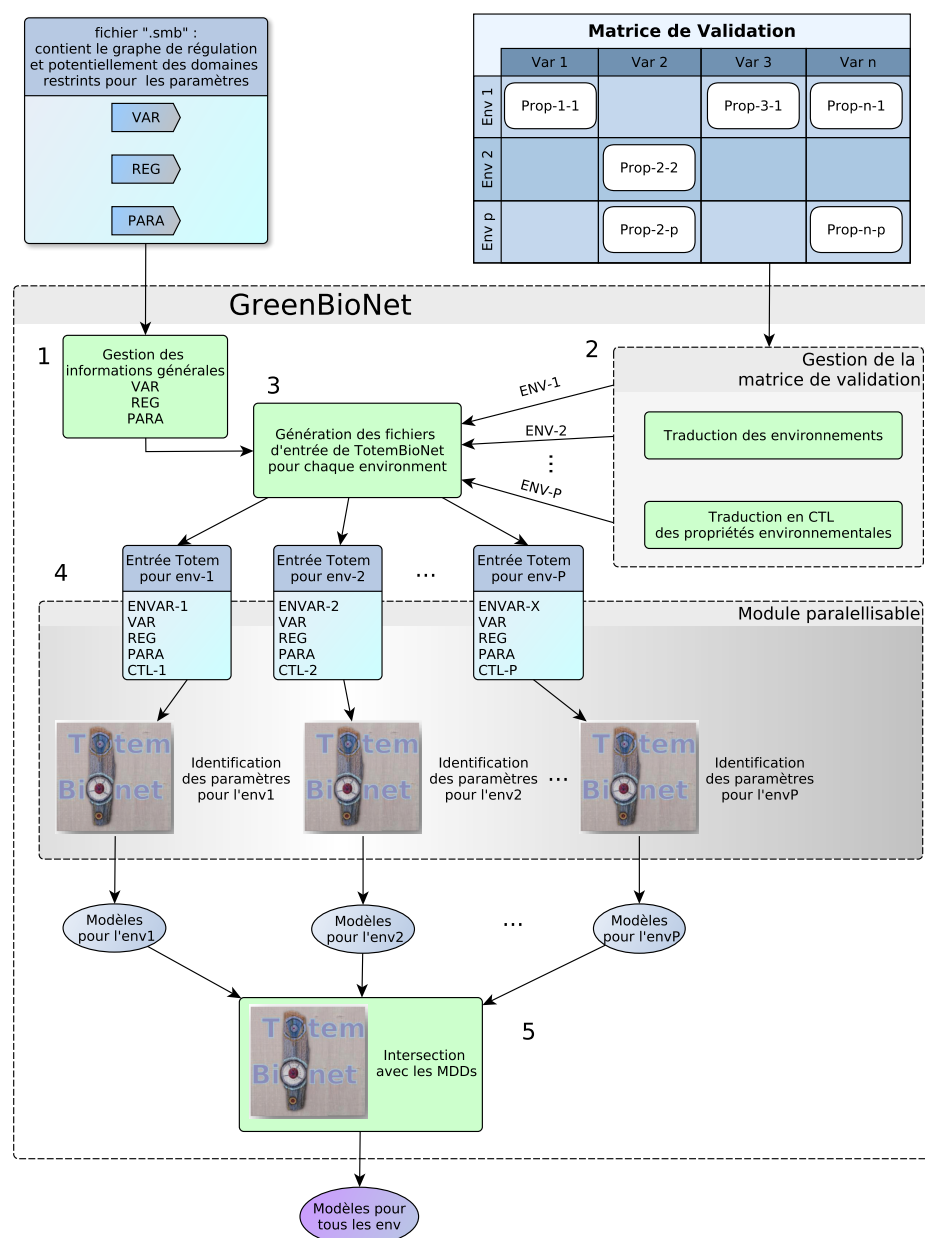 fichier ".smb" :
contient le graphe de régulation
et potentiellement des domaines
restrints pour les paramètres
VAR
REG
PARA
Matrice de Validation
Var 1 Var 2 Var 3 Var n
Env 1 Prop-1-1 Prop-3-1 Prop-n-1
Env 2 Prop-2-2
Env p Prop-2-p Prop-n-p
GreenBioNet
1
Gestion des
informations générales
VAR
REG
PARA
2
Gestion de la
matrice de validation
Traduction des environnements
Traduction en CTL
des propriétés environnementales
ENV-1
ENV-2
⋮
ENV-P
3
Génération des fichiers
d'entrée de TotemBioNet
pour chaque environment
4
Entrée Totem
pour env-1
ENVAR-1
VAR
REG
PARA
CTL-1
Entrée Totem
pour env-2
ENVAR-2
VAR
REG
PARA
CTL-2
...
Entrée Totem
pour env-P
ENVAR-X
VAR
REG
PARA
CTL-P
Module paralellisable
Totem
Bionet
Identification
des paramètres
pour l'env1
Totem
Bionet
Identification
des paramètres
pour l'env2
...
Totem
Bionet
Identification
des paramètres
pour l'envP
Modèles
pour l'env1
Modèles
pour l'env2
...
Modèles
pour l'envP
Totem
Bionet
Intersection
avec les MDDs
5
Modèles pour
tous les env